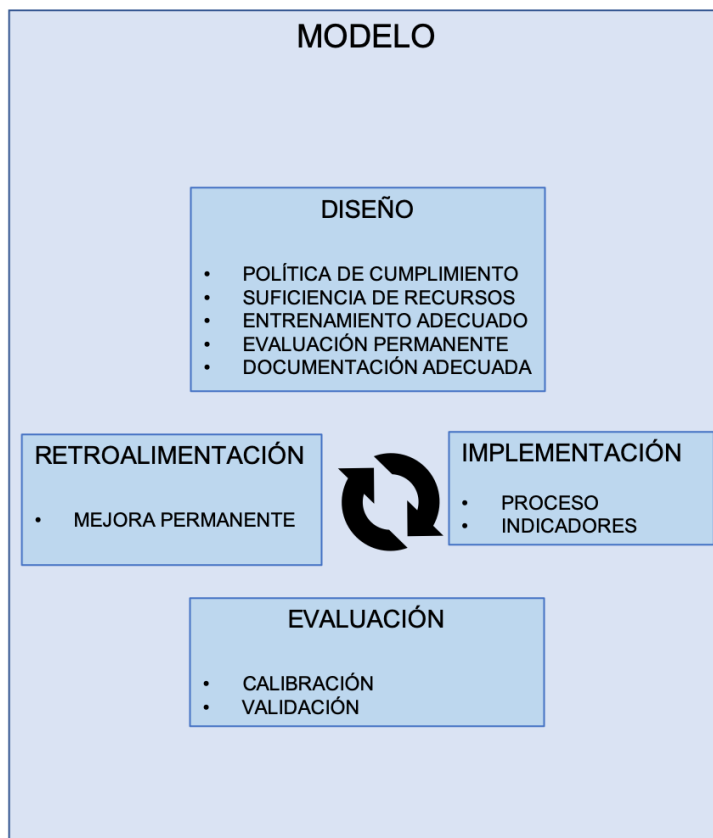 MODELO
DISEÑO
• POLÍTICA DE CUMPLIMIENTO
• SUFICIENCIA DE RECURSOS
• ENTRENAMIENTO ADECUADO
• EVALUACIÓN PERMANENTE
• DOCUMENTACIÓN ADECUADA
RETROALIMENTACIÓN
• MEJORA PERMANENTE
IMPLEMENTACIÓN
• PROCESO
• INDICADORES
EVALUACIÓN
• CALIBRACIÓN
• VALIDACIÓN